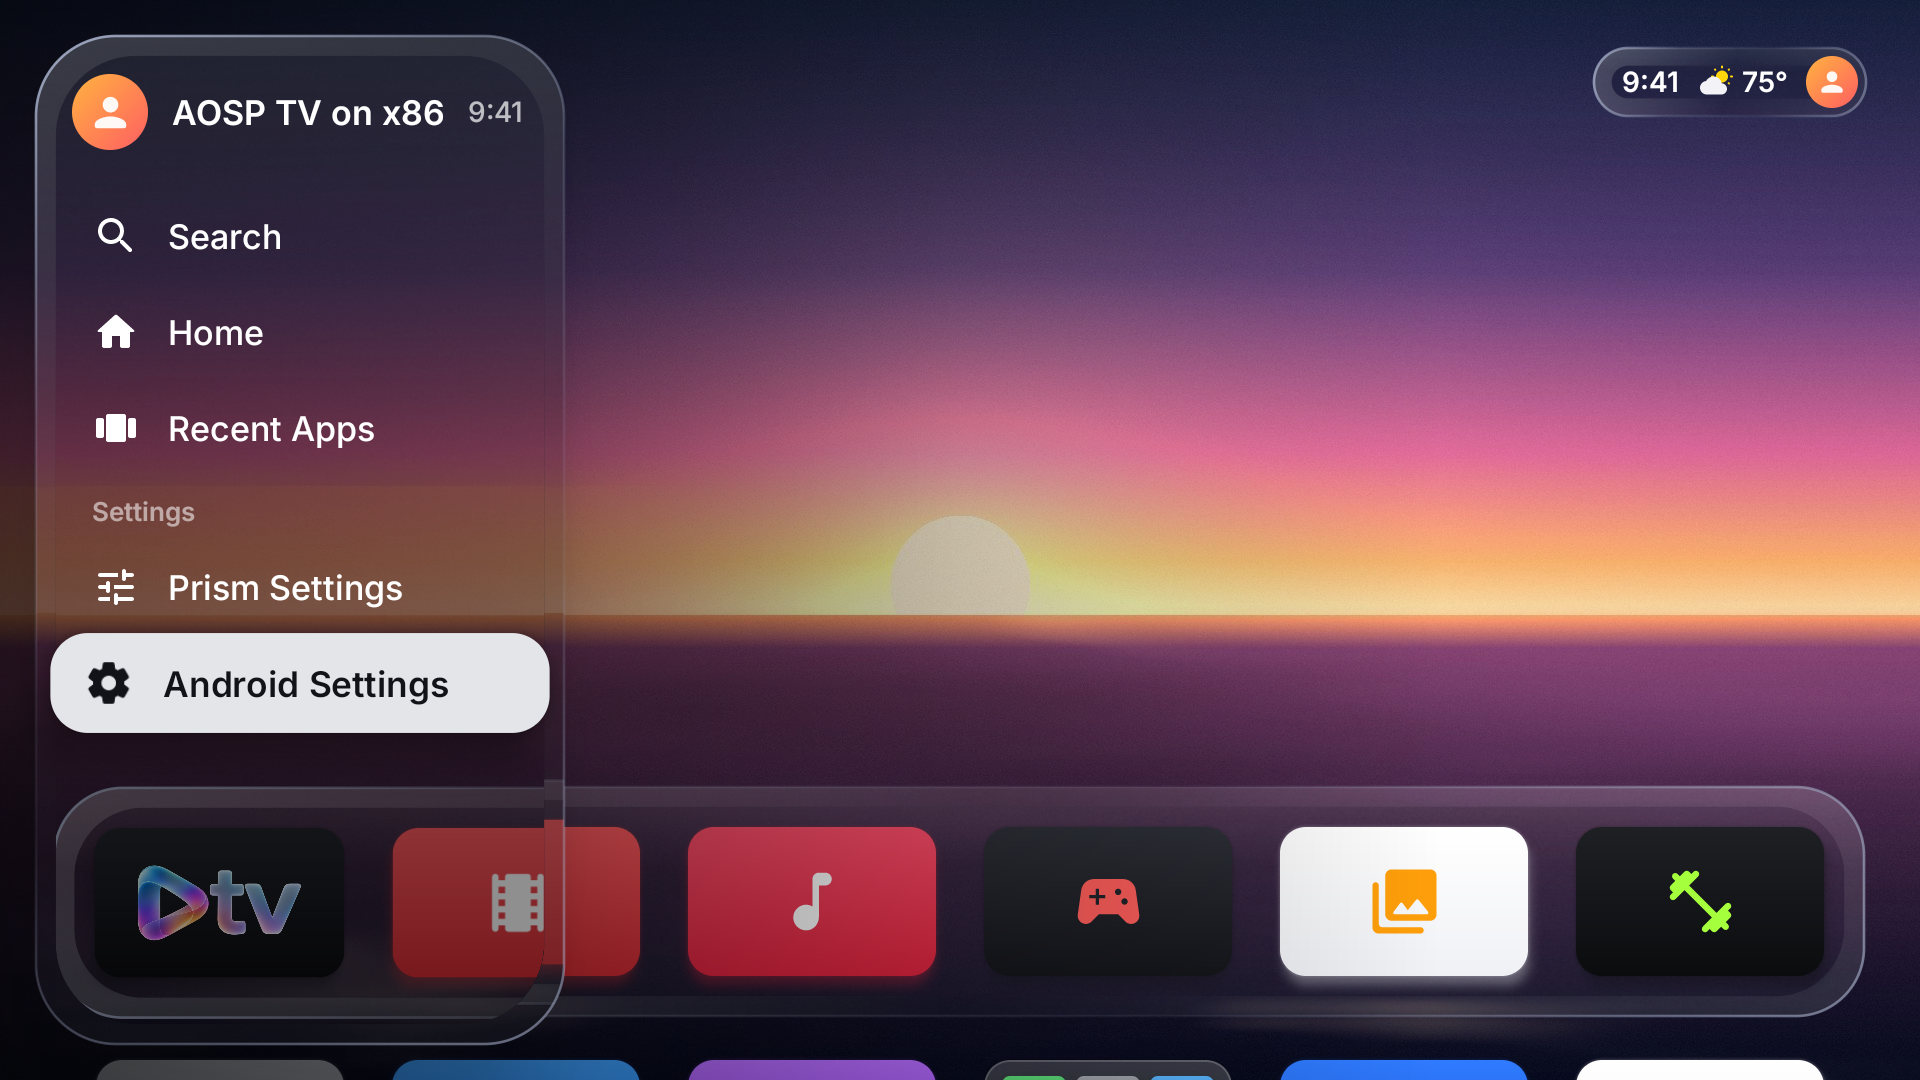 AOSP TV on x86 9:41
9:41 75°
Search
Home
Recent Apps
Settings
Prism Settings
Android Settings
tv